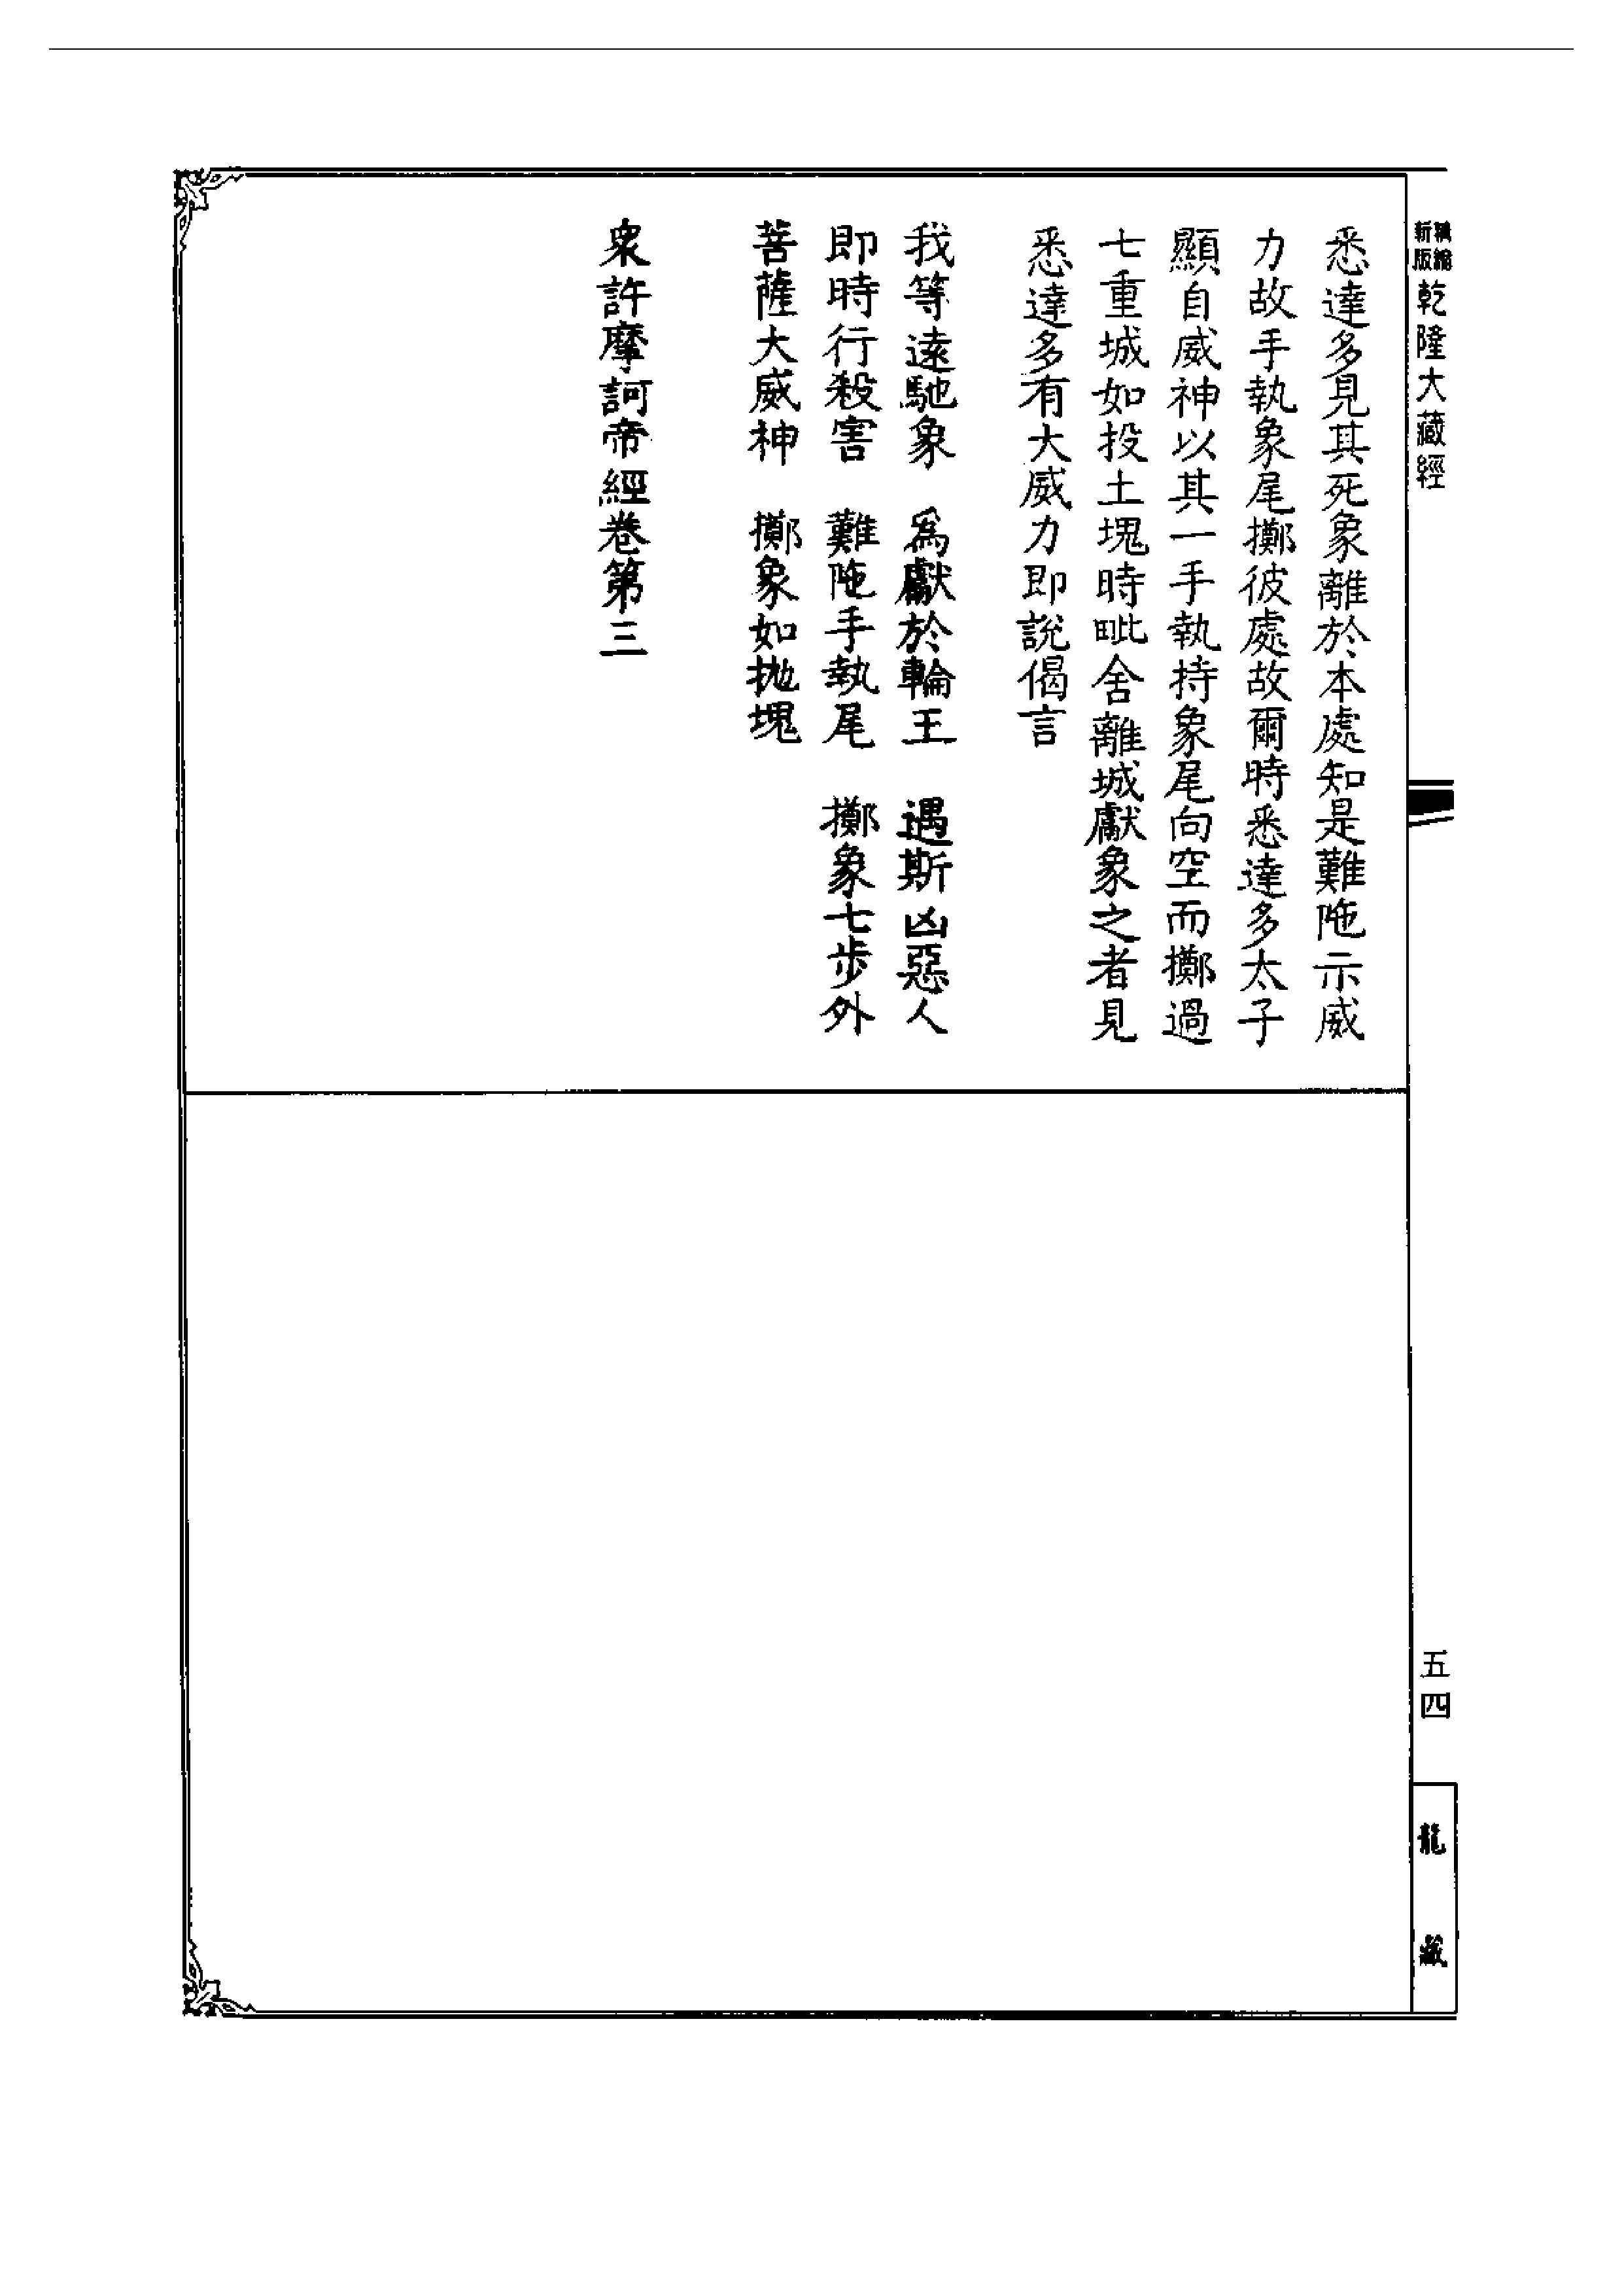 新版精縮乾隆大藏經
悉達多見其死象離於本處知是難陁示威
力故手執象尾擲彼處故爾時悉達多太子
顯自威神以其一手執持象尾向空而擲過
七重城如投土塊時毗舍離城獻象之者見
悉達多有大威力即說偈言
我等遠馳象　為獻於輪王　遇斯凶惡人
即時行殺害　難陁手執尾　擲象七步外
菩薩大威神　擲象如拋塊
衆許摩訶帝經卷第三
五四
龍藏